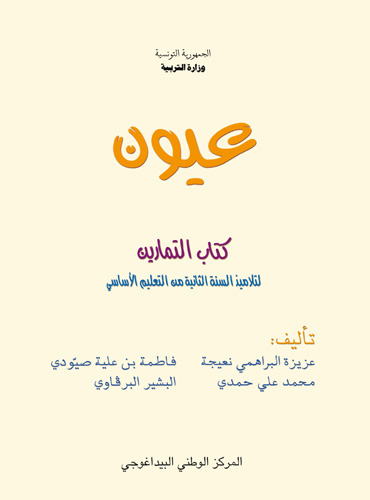 الجمهورية التونسية
وزارة التربية
عيون
كتاب التمارين
لتلاميذ السنة الثانية من التعليم الأساسي
تأليف:
عزيزة البراهمي نعيجة فاطمة بن علية صيّودي
محمد علي حمدي البشير البرڤاوي
المركز الوطني البيداغوجي